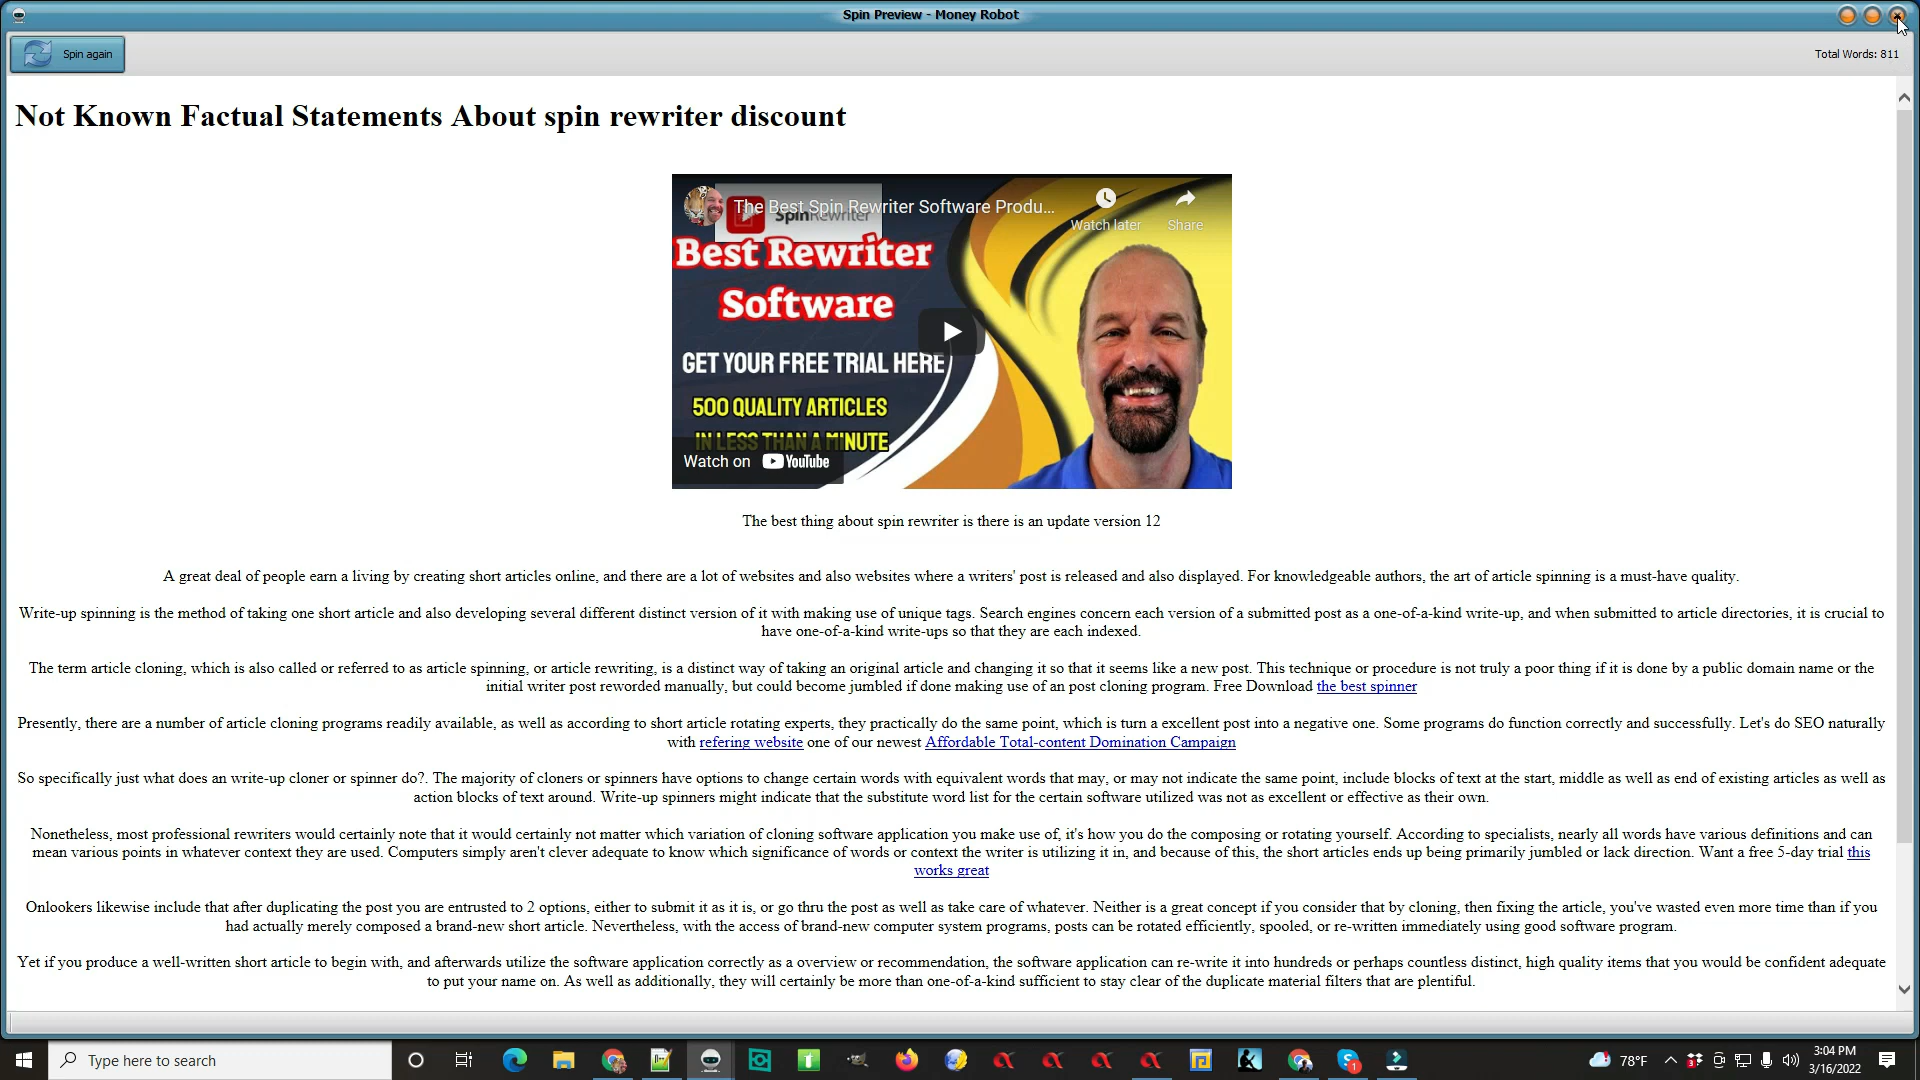 Spin Preview - Money Robot
Spin again
Total Words: 811
Not Known Factual Statements About spin rewriter discount
The Best Spin Rewriter Software Produ...
SpinRewriter
Watch later
Share
Best Rewriter
Software
GET YOUR FREE TRIAL HERE
500 QUALITY ARTICLES
IN LESS THAN A MINUTE
Watch on YouTube
The best thing about spin rewriter is there is an update version 12
A great deal of people earn a living by creating short articles online, and there are a lot of websites and also websites where a writers' post is released and also displayed. For knowledgeable authors, the art of article spinning is a must-have quality.
Write-up spinning is the method of taking one short article and also developing several different distinct version of it with making use of unique tags. Search engines concern each version of a submitted post as a one-of-a-kind write-up, and when submitted to article directories, it is crucial to
have one-of-a-kind write-ups so that they are each indexed.
The term article cloning, which is also called or referred to as article spinning, or article rewriting, is a distinct way of taking an original article and changing it so that it seems like a new post. This technique or procedure is not truly a poor thing if it is done by a public domain name or the
initial writer post reworded manually, but could become jumbled if done making use of an post cloning program. Free Download the best spinner
Presently, there are a number of article cloning programs readily available, as well as according to short article rotating experts, they practically do the same point, which is turn a excellent post into a negative one. Some programs do function correctly and successfully. Let's do SEO naturally
with refering website one of our newest Affordable Total-content Domination Campaign
So specifically just what does an write-up cloner or spinner do?. The majority of cloners or spinners have options to change certain words with equivalent words that may, or may not indicate the same point, include blocks of text at the start, middle as well as end of existing articles as well as
action blocks of text around. Write-up spinners might indicate that the substitute word list for the certain software utilized was not as excellent or effective as their own.
Nonetheless, most professional rewriters would certainly note that it would certainly not matter which variation of cloning software application you make use of, it's how you do the composing or rotating yourself. According to specialists, nearly all words have various definitions and can
mean various points in whatever context they are used. Computers simply aren't clever adequate to know which significance of words or context the writer is utilizing it in, and because of this, the short articles ends up being primarily jumbled or lack direction. Want a free 5-day trial this
works great
Onlookers likewise include that after duplicating the post you are entrusted to 2 options, either to submit it as it is, or go thru the post as well as take care of whatever. Neither is a great concept if you consider that by cloning, then fixing the article, you've wasted even more time than if you
had actually merely composed a brand-new short article. Nevertheless, with the access of brand-new computer system programs, posts can be rotated efficiently, spooled, or re-written immediately using good software program.
Yet if you produce a well-written short article to begin with, and afterwards utilize the software application correctly as a overview or recommendation, the software application can re-write it into hundreds or perhaps countless distinct, high quality items that you would be confident adequate
to put your name on. As well as additionally, they will certainly be more than one-of-a-kind sufficient to stay clear of the duplicate material filters that are plentiful.
Type here to search
78°F
3:04 PM
3/16/2022